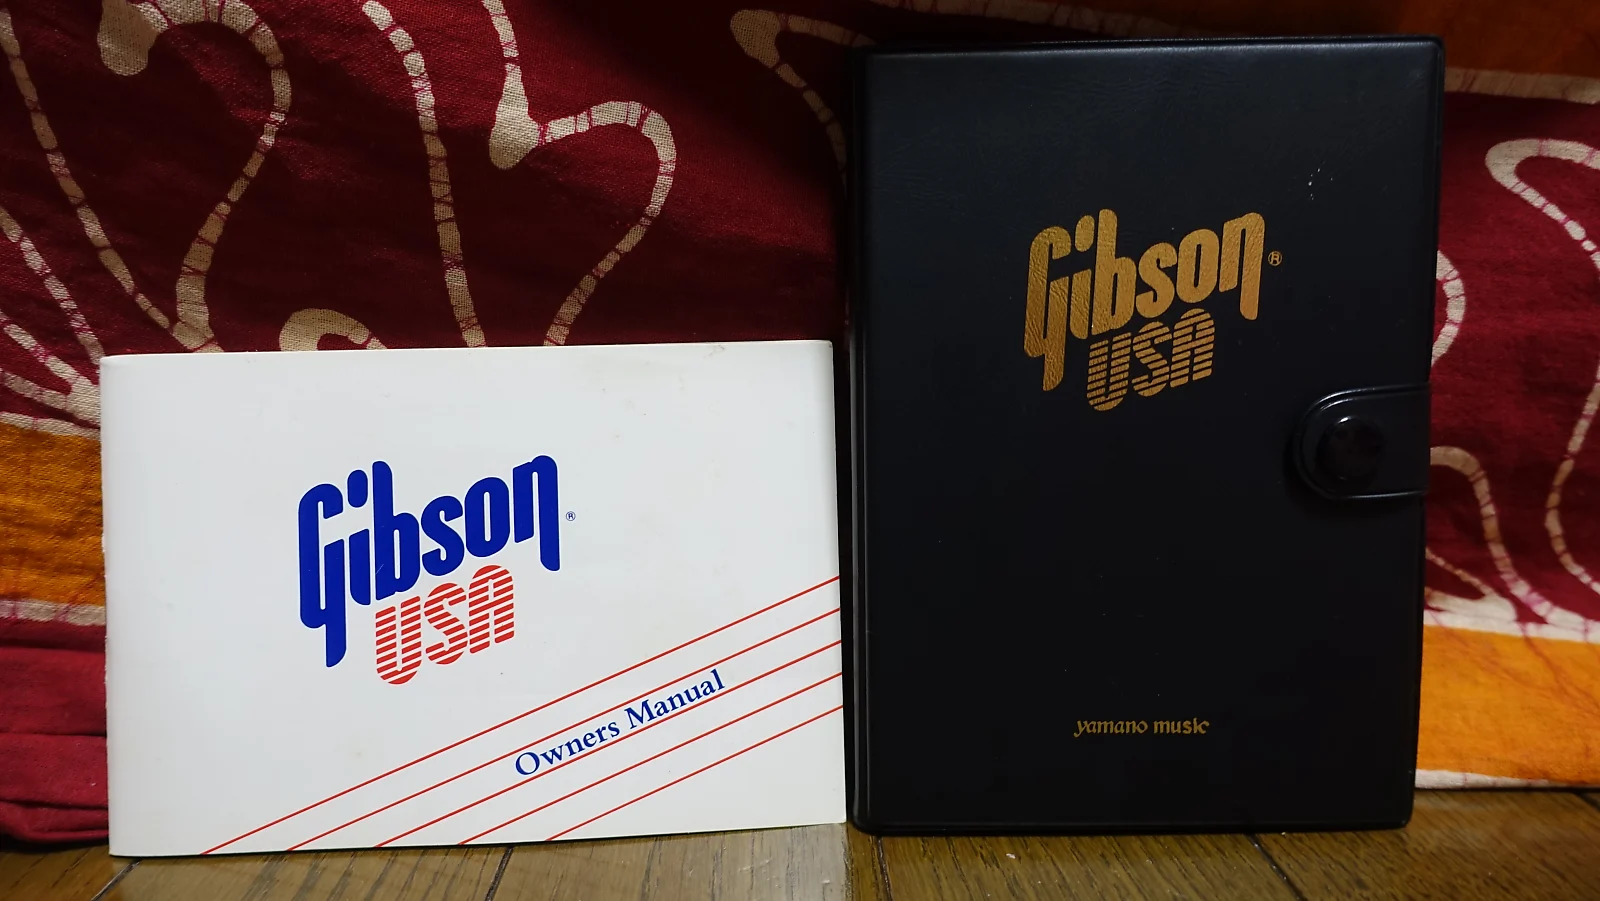 Gibson®
USA
Owners Manual
Gibson®
USA
yamano music